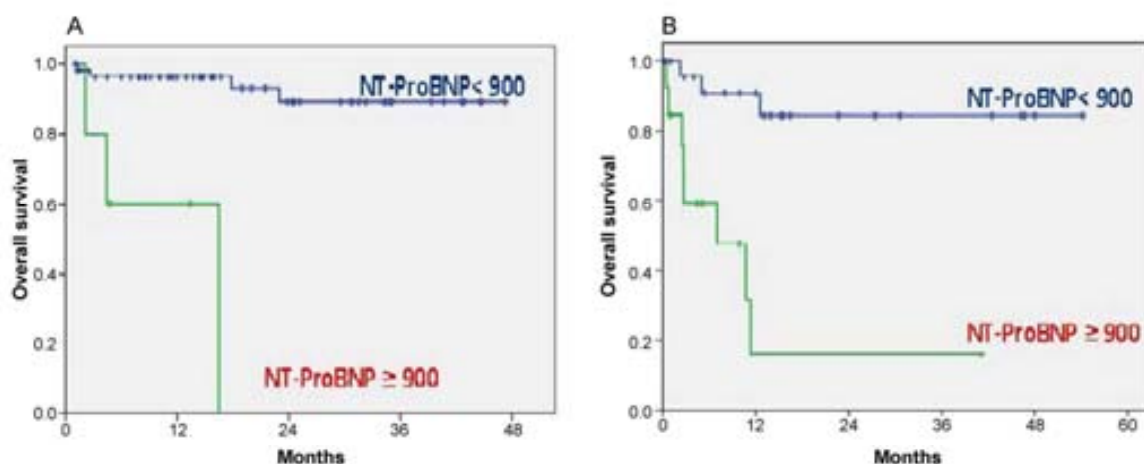 A
1.0
0.8
0.6
0.4
0.2
0.0
Overall survival
NT-ProBNP< 900
NT-ProBNP ≥ 900
0 12 24 36 48
Months
B
1.0
0.8
0.6
0.4
0.2
0.0
Overall survival
NT-ProBNP< 900
NT-ProBNP ≥ 900
0 12 24 36 48 60
Months